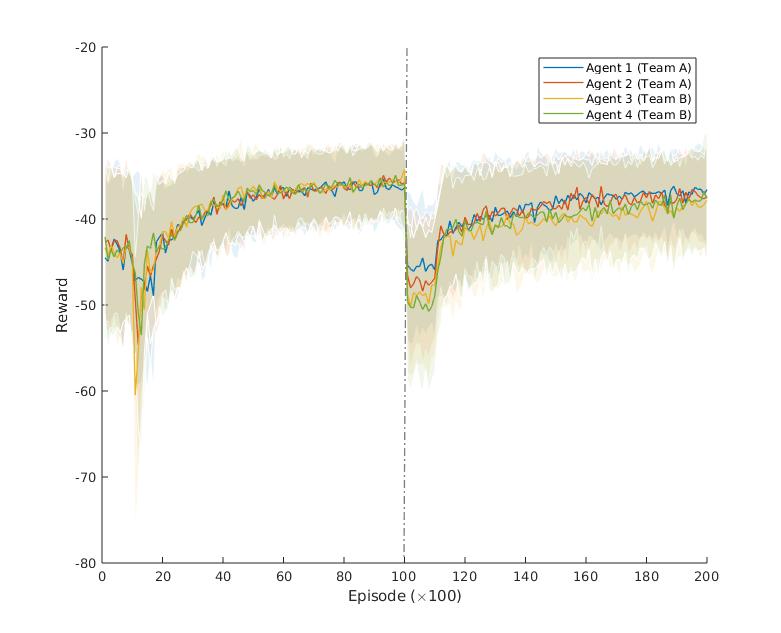 -20
-30
-40
-50
-60
-70
-80
Reward
0 20 40 60 80 100 120 140 160 180 200
Episode (×100)
Agent 1 (Team A)
Agent 2 (Team A)
Agent 3 (Team B)
Agent 4 (Team B)